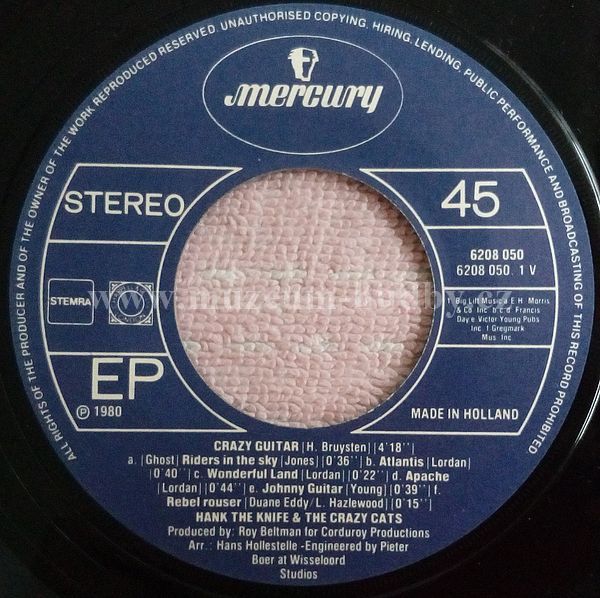 ALL RIGHTS OF THE PRODUCER AND OF THE OWNER OF THE WORK REPRODUCED RESERVED. UNAUTHORISED COPYING, HIRING, LENDING, PUBLIC PERFORMANCE AND BROADCASTING OF THIS RECORD PROHIBITED
mercury
STEREO
45
6208 050
6208 050. 1 V
STEMRA
1 Big Lift Musica E H Morris
& Co Inc b c d Francis
Day e Victor Young Pubs
Inc f Gregmark
Mus Inc
EP
℗ 1980
MADE IN HOLLAND
www.muzeum-hudby.cz
CRAZY GUITAR [H. Bruysten] [4'18'']
a. [Ghost] Riders in the sky [Jones] [0'36''] b. Atlantis [Lordan]
[0'40''] c. Wonderful Land [Lordan] [0'22''] d. Apache
[Lordan] [0'44''] e. Johnny Guitar [Young] [0'39''] f.
Rebel rouser [Duane Eddy/L. Hazlewood] [0'15'']
HANK THE KNIFE & THE CRAZY CATS
Produced by: Roy Beltman for Corduroy Productions
Arr.: Hans Hollestelle -Engineered by Pieter
Boer at Wisseloord
Studios